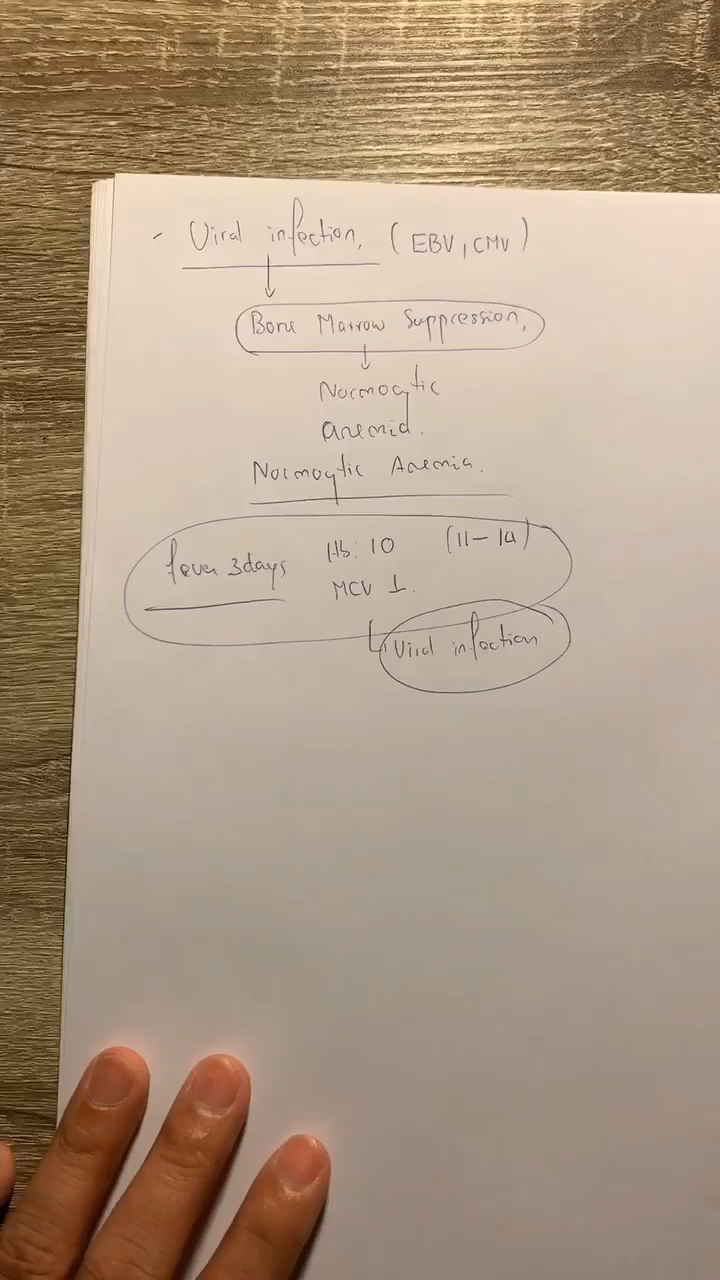 - Viral infection, (EBV, CMV)
Bone Marrow Suppression,
Normocytic
anemia.
Normocytic Anemia.
fever 3days Hb: 10 (11-14)
MCV ⊥.
Viral infection